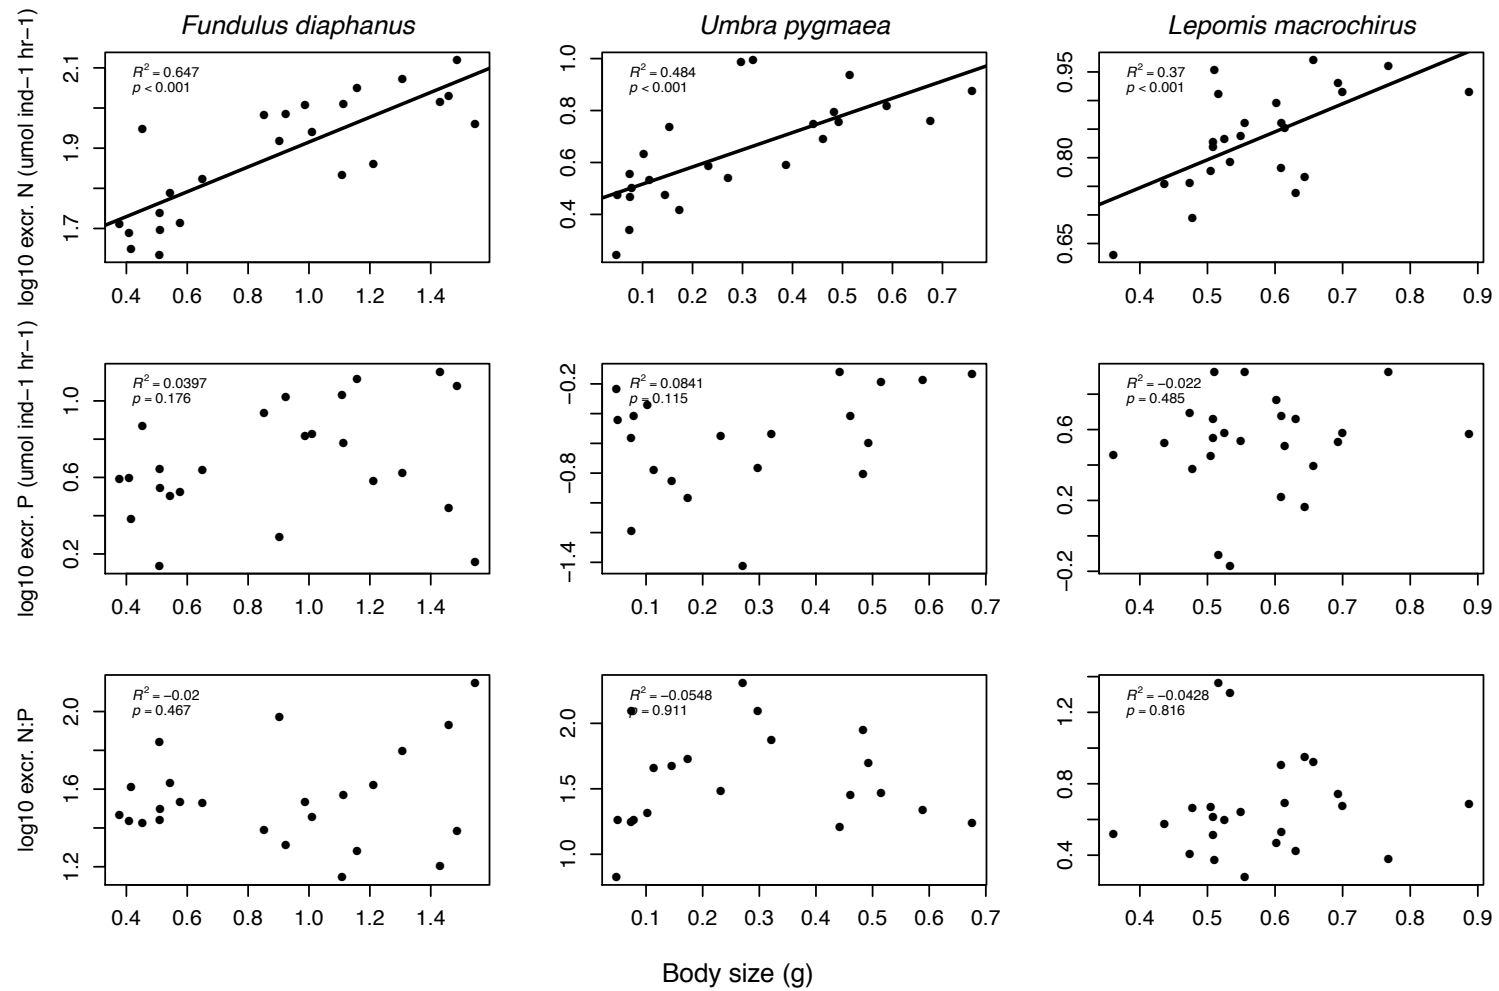 Fundulus diaphanus
Umbra pygmaea
Lepomis macrochirus
log10 excr. N (umol ind−1 hr−1)
R² = 0.647
p < 0.001
1.7 1.9 2.1
0.4 0.6 0.8 1.0 1.2 1.4
R² = 0.484
p < 0.001
0.4 0.6 0.8 1.0
0.1 0.2 0.3 0.4 0.5 0.6 0.7
R² = 0.37
p < 0.001
0.65 0.80 0.95
0.4 0.5 0.6 0.7 0.8 0.9
log10 excr. P (umol ind−1 hr−1)
R² = 0.0397
p = 0.176
0.2 0.6 1.0
0.4 0.6 0.8 1.0 1.2 1.4
R² = 0.0841
p = 0.115
−1.4 −0.8 −0.2
0.1 0.2 0.3 0.4 0.5 0.6 0.7
R² = −0.022
p = 0.485
−0.2 0.2 0.6
0.4 0.5 0.6 0.7 0.8 0.9
log10 excr. N:P
R² = −0.02
p = 0.467
1.2 1.6 2.0
0.4 0.6 0.8 1.0 1.2 1.4
R² = −0.0548
p = 0.911
1.0 1.5 2.0
0.1 0.2 0.3 0.4 0.5 0.6 0.7
R² = −0.0428
p = 0.816
0.4 0.8 1.2
0.4 0.5 0.6 0.7 0.8 0.9
Body size (g)